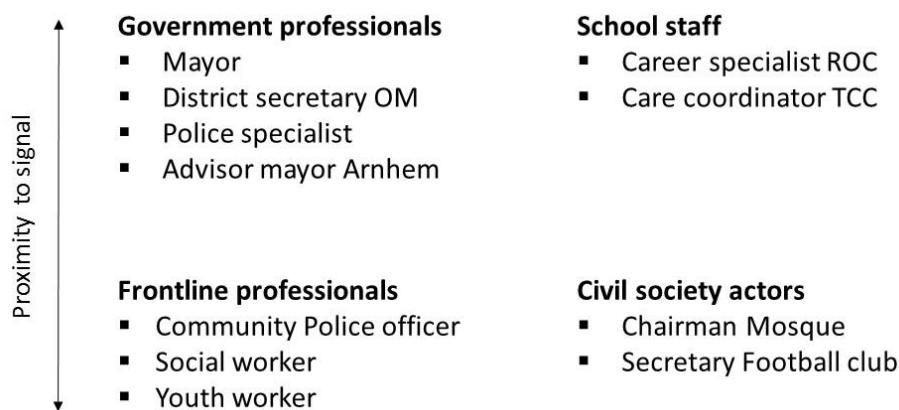 Proximity to signal
Government professionals
▪ Mayor
▪ District secretary OM
▪ Police specialist
▪ Advisor mayor Arnhem
School staff
▪ Career specialist ROC
▪ Care coordinator TCC
Frontline professionals
▪ Community Police officer
▪ Social worker
▪ Youth worker
Civil society actors
▪ Chairman Mosque
▪ Secretary Football club